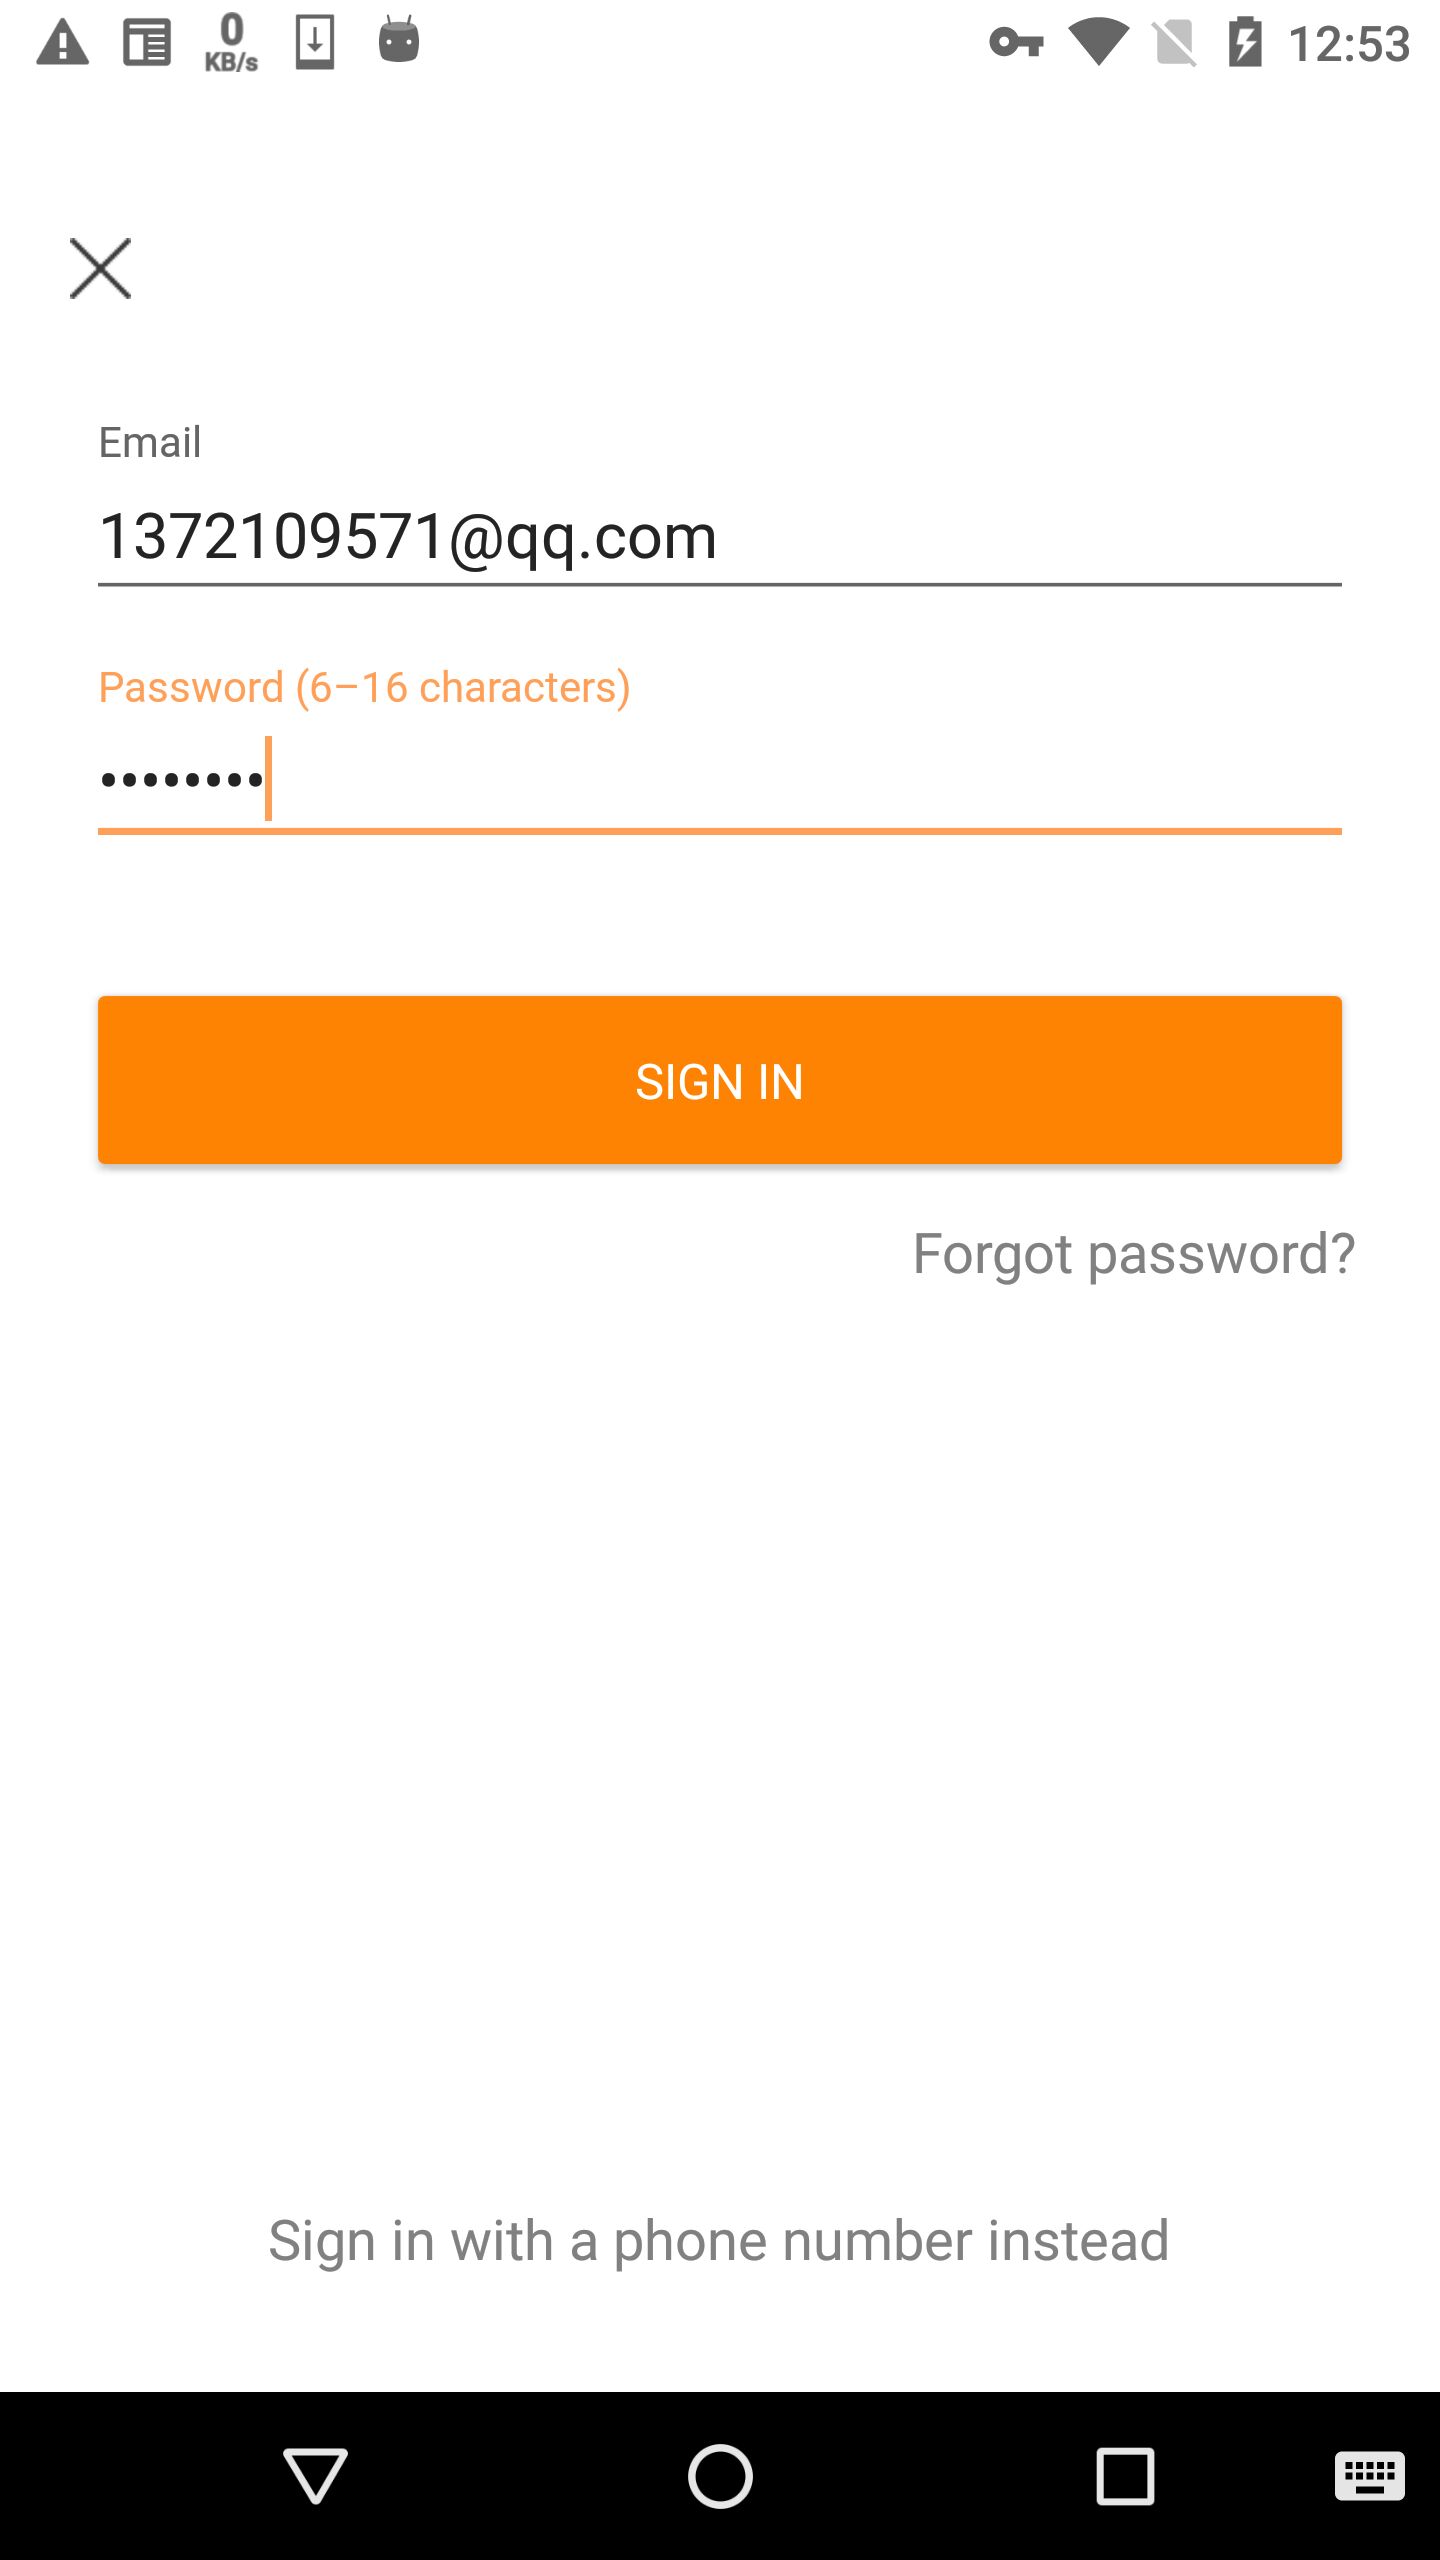 0
KB/s
12:53
Email
1372109571@qq.com
Password (6–16 characters)
••••••••
SIGN IN
Forgot password?
Sign in with a phone number instead